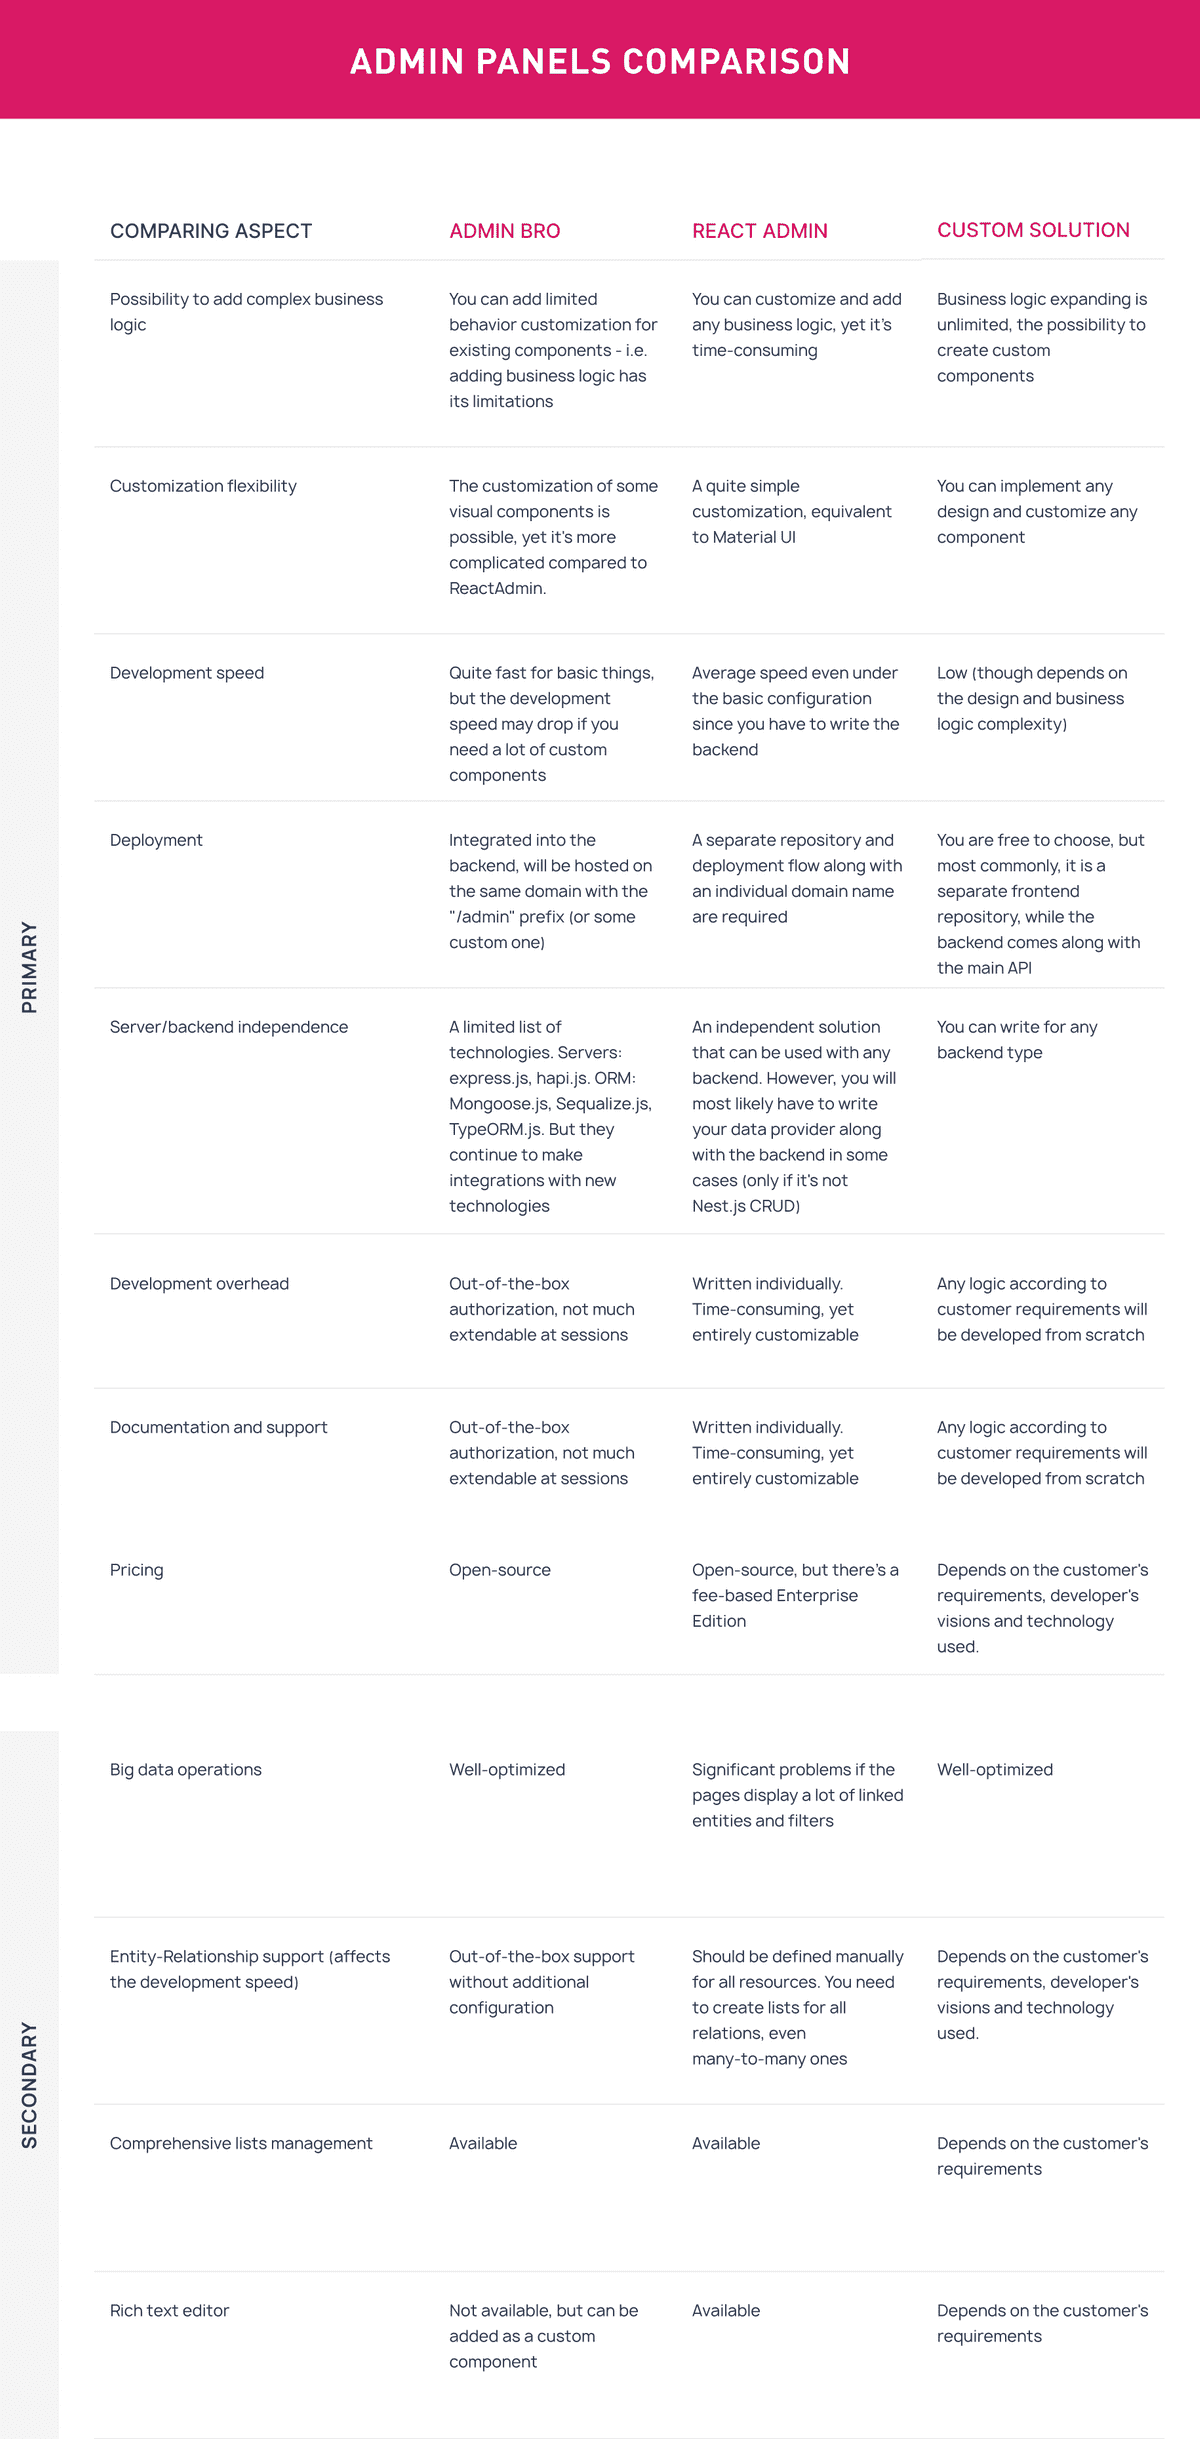 ADMIN PANELS COMPARISON
COMPARING ASPECT
ADMIN BRO
REACT ADMIN
CUSTOM SOLUTION
PRIMARY
Possibility to add complex business
logic
You can add limited
behavior customization for
existing components - i.e.
adding business logic has
its limitations
You can customize and add
any business logic, yet it's
time-consuming
Business logic expanding is
unlimited, the possibility to
create custom
components
Customization flexibility
The customization of some
visual components is
possible, yet it's more
complicated compared to
ReactAdmin.
A quite simple
customization, equivalent
to Material UI
You can implement any
design and customize any
component
Development speed
Quite fast for basic things,
but the development
speed may drop if you
need a lot of custom
components
Average speed even under
the basic configuration
since you have to write the
backend
Low (though depends on
the design and business
logic complexity)
Deployment
Integrated into the
backend, will be hosted on
the same domain with the
"/admin" prefix (or some
custom one)
A separate repository and
deployment flow along with
an individual domain name
are required
You are free to choose, but
most commonly, it is a
separate frontend
repository, while the
backend comes along with
the main API
Server/backend independence
A limited list of
technologies. Servers:
express.js, hapi.js. ORM:
Mongoose.js, Sequalize.js,
TypeORM.js. But they
continue to make
integrations with new
technologies
An independent solution
that can be used with any
backend. However, you will
most likely have to write
your data provider along
with the backend in some
cases (only if it's not
Nest.js CRUD)
You can write for any
backend type
Development overhead
Out-of-the-box
authorization, not much
extendable at sessions
Written individually.
Time-consuming, yet
entirely customizable
Any logic according to
customer requirements will
be developed from scratch
Documentation and support
Out-of-the-box
authorization, not much
extendable at sessions
Written individually.
Time-consuming, yet
entirely customizable
Any logic according to
customer requirements will
be developed from scratch
Pricing
Open-source
Open-source, but there's a
fee-based Enterprise
Edition
Depends on the customer's
requirements, developer's
visions and technology
used.
SECONDARY
Big data operations
Well-optimized
Significant problems if the
pages display a lot of linked
entities and filters
Well-optimized
Entity-Relationship support (affects
the development speed)
Out-of-the-box support
without additional
configuration
Should be defined manually
for all resources. You need
to create lists for all
relations, even
many-to-many ones
Depends on the customer's
requirements, developer's
visions and technology
used.
Comprehensive lists management
Available
Available
Depends on the customer's
requirements
Rich text editor
Not available, but can be
added as a custom
component
Available
Depends on the customer's
requirements